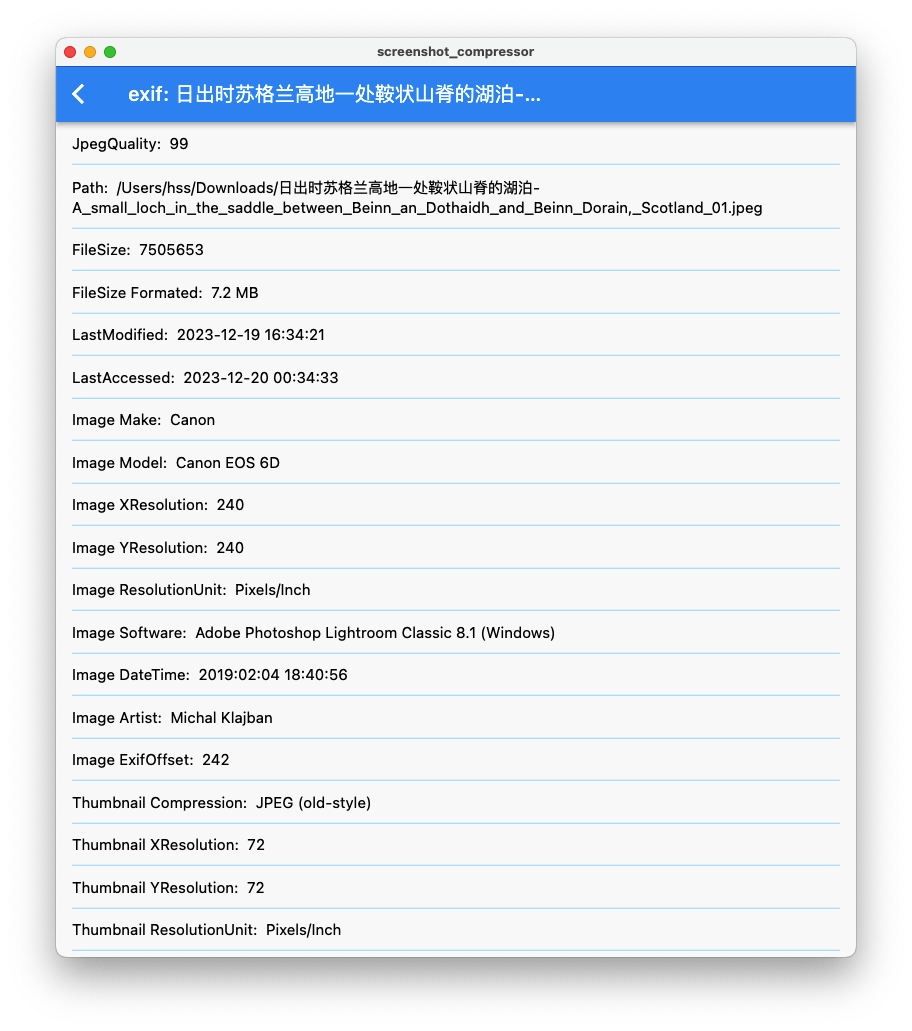 screenshot_compressor
exif: 日出时苏格兰高地一处鞍状山脊的湖泊-...
JpegQuality: 99
Path: /Users/hss/Downloads/日出时苏格兰高地一处鞍状山脊的湖泊-
A_small_loch_in_the_saddle_between_Beinn_an_Dothaidh_and_Beinn_Dorain,_Scotland_01.jpeg
FileSize: 7505653
FileSize Formated: 7.2 MB
LastModified: 2023-12-19 16:34:21
LastAccessed: 2023-12-20 00:34:33
Image Make: Canon
Image Model: Canon EOS 6D
Image XResolution: 240
Image YResolution: 240
Image ResolutionUnit: Pixels/Inch
Image Software: Adobe Photoshop Lightroom Classic 8.1 (Windows)
Image DateTime: 2019:02:04 18:40:56
Image Artist: Michal Klajban
Image ExifOffset: 242
Thumbnail Compression: JPEG (old-style)
Thumbnail XResolution: 72
Thumbnail YResolution: 72
Thumbnail ResolutionUnit: Pixels/Inch